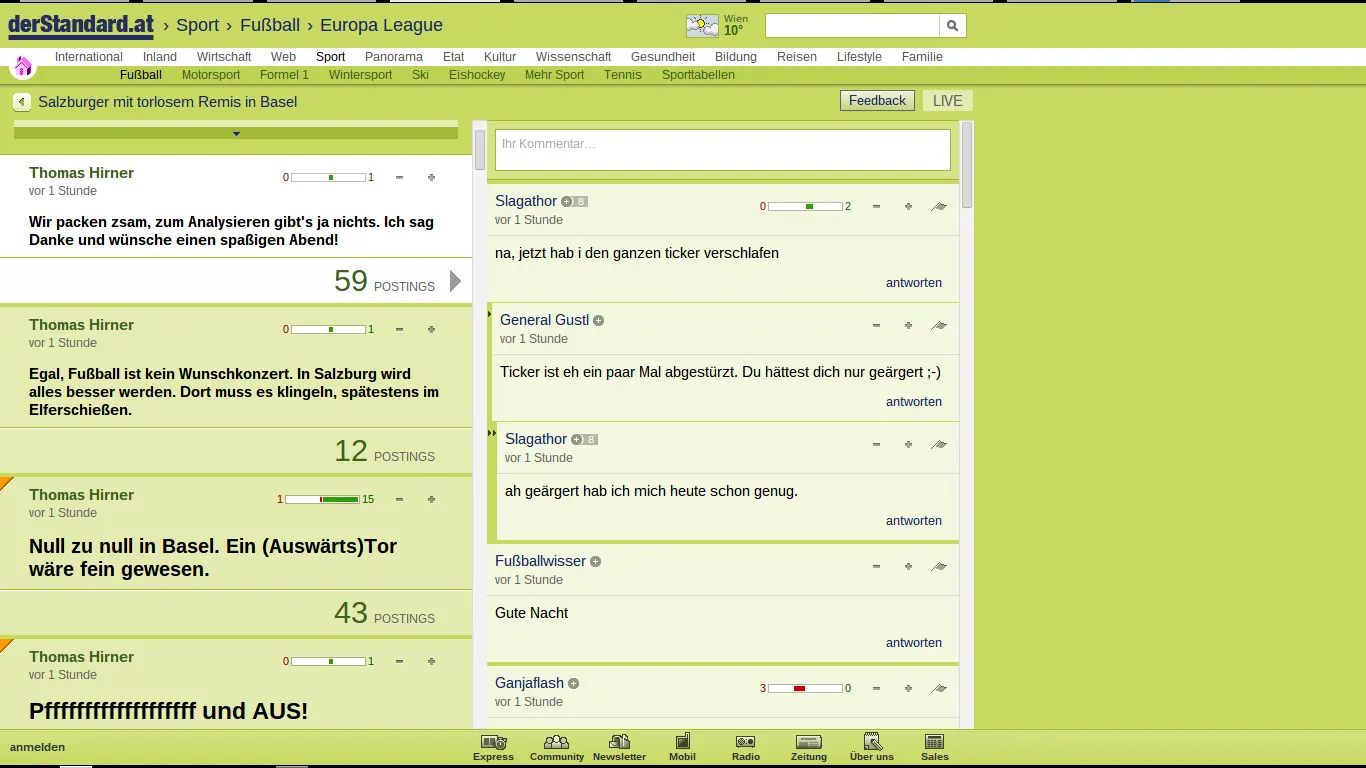 derStandard.at › Sport › Fußball › Europa League
Wien
10°
International Inland Wirtschaft Web Sport Panorama Etat Kultur Wissenschaft Gesundheit Bildung Reisen Lifestyle Familie
Fußball Motorsport Formel 1 Wintersport Ski Eishockey Mehr Sport Tennis Sporttabellen
Salzburger mit torlosem Remis in Basel
Feedback LIVE
Thomas Hirner
0 1
vor 1 Stunde
Wir packen zsam, zum Analysieren gibt's ja nichts. Ich sag
Danke und wünsche einen spaßigen Abend!
59 POSTINGS
Thomas Hirner
0 1
vor 1 Stunde
Egal, Fußball ist kein Wunschkonzert. In Salzburg wird
alles besser werden. Dort muss es klingeln, spätestens im
Elferschießen.
12 POSTINGS
Thomas Hirner
1 15
vor 1 Stunde
Null zu null in Basel. Ein (Auswärts)Tor
wäre fein gewesen.
43 POSTINGS
Thomas Hirner
0 1
vor 1 Stunde
Pfffffffffffffffffff und AUS!
Ihr Kommentar…
Slagathor 8
0 2
vor 1 Stunde
na, jetzt hab i den ganzen ticker verschlafen
antworten
General Gustl
vor 1 Stunde
Ticker ist eh ein paar Mal abgestürzt. Du hättest dich nur geärgert ;-)
antworten
Slagathor 8
vor 1 Stunde
ah geärgert hab ich mich heute schon genug.
antworten
Fußballwisser
vor 1 Stunde
Gute Nacht
antworten
Ganjaflash
3 0
vor 1 Stunde
anmelden
Express Community Newsletter Mobil Radio Zeitung Über uns Sales